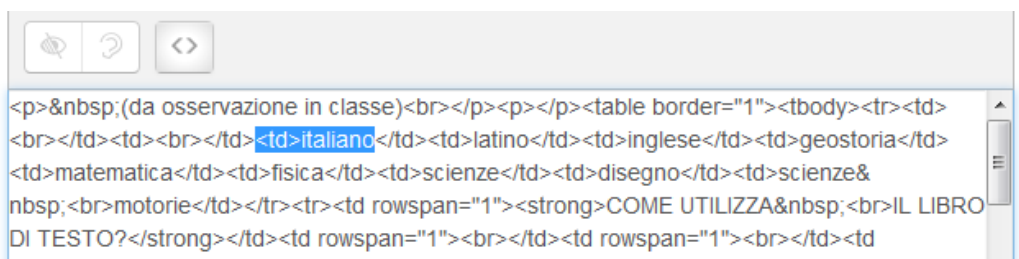 <p>&nbsp;(da osservazione in classe)<br></p><p></p><table border="1"><tbody><tr><td>
<br></td><td><br></td><td>italiano</td><td>latino</td><td>inglese</td><td>geostoria</td>
<td>matematica</td><td>fisica</td><td>scienze</td><td>disegno</td><td>scienze&
nbsp;<br>motorie</td></tr><tr><td rowspan="1"><strong>COME UTILIZZA&nbsp;<br>IL LIBRO
DI TESTO?</strong></td><td rowspan="1"><br></td><td rowspan="1"><br></td><td